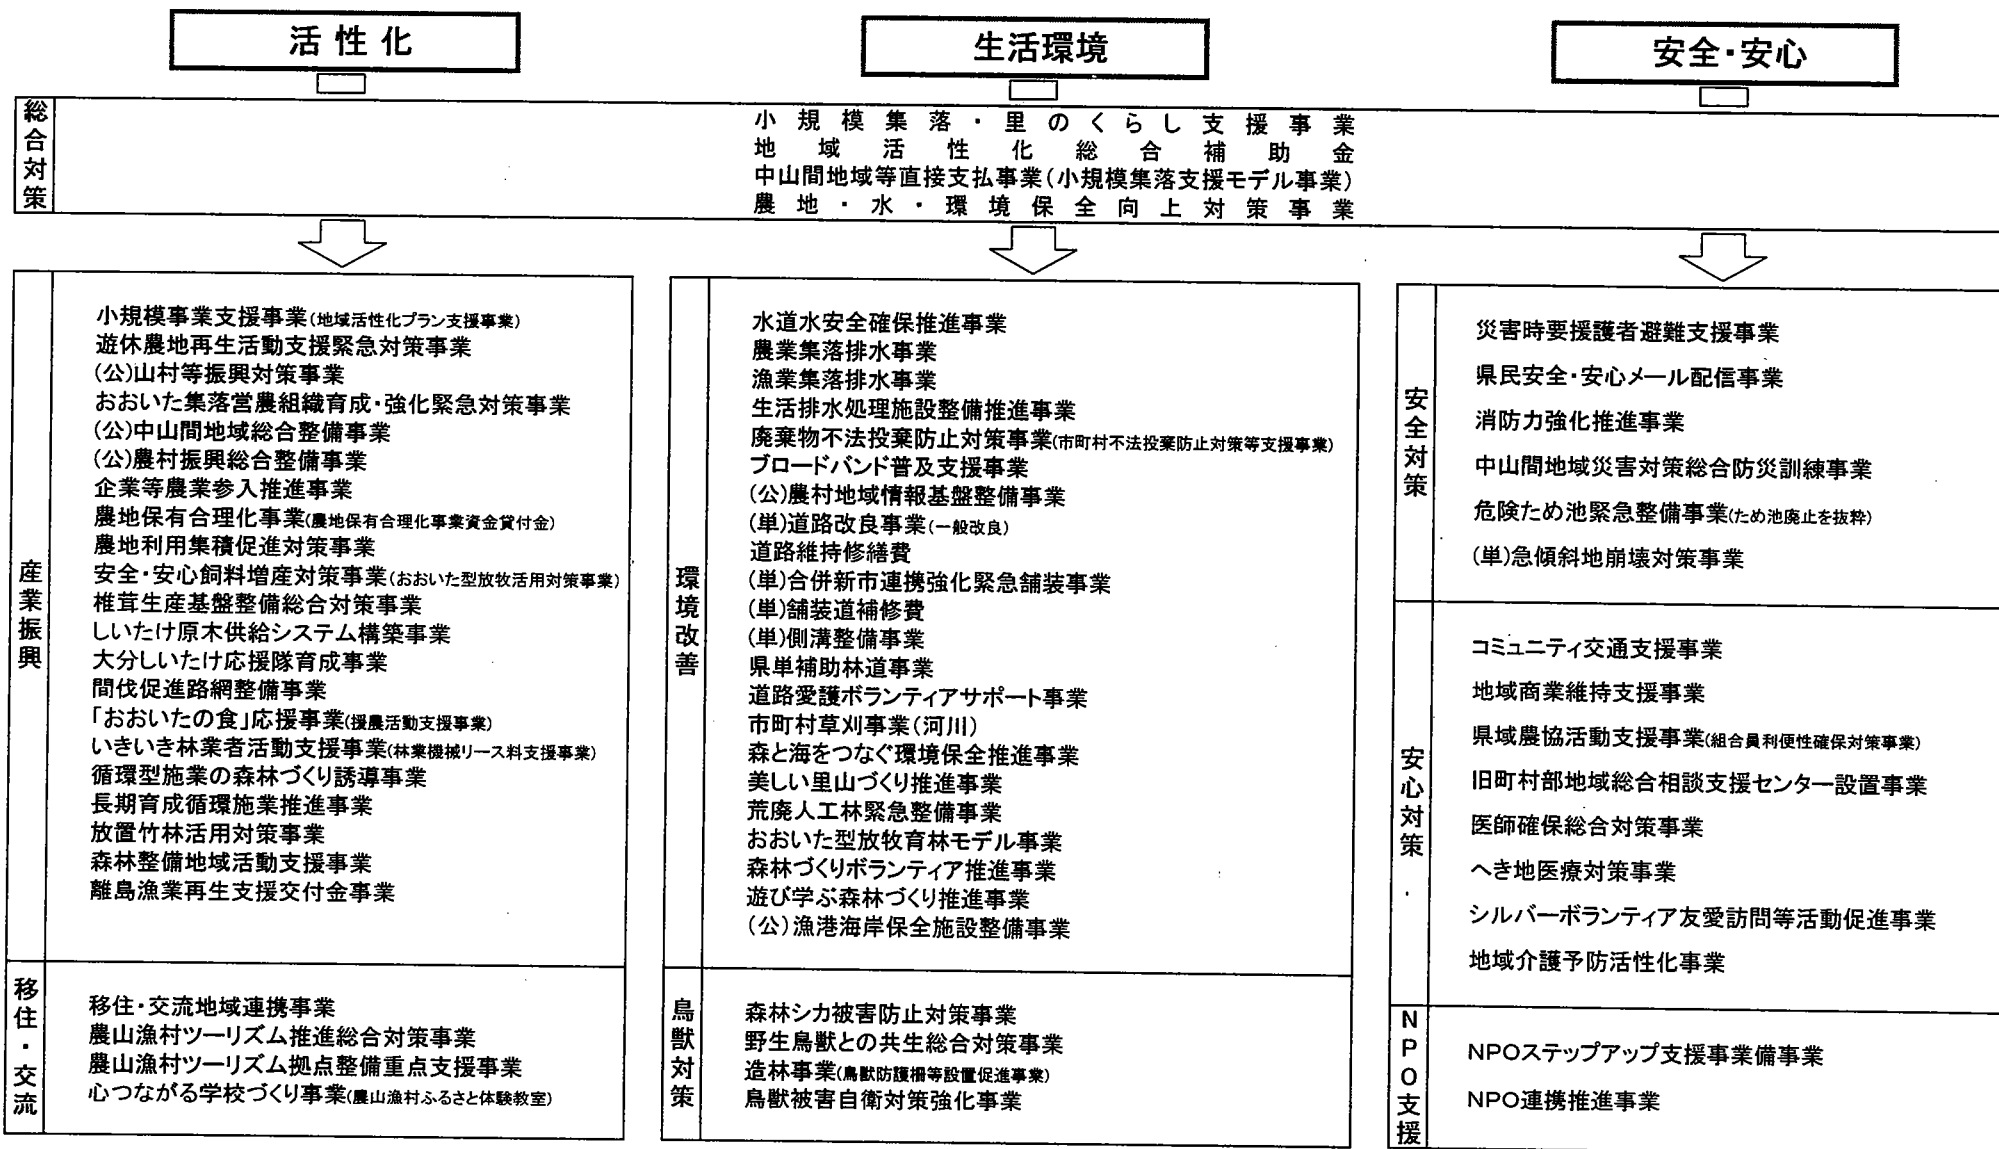 活性化
生活環境
安全・安心
総合対策
小規模集落・里のくらし支援事業
地域活性化総合補助金
中山間地域等直接支払事業(小規模集落支援モデル事業)
農地・水・環境保全向上対策事業
産業振興
小規模事業支援事業(地域活性化プラン支援事業)
遊休農地再生活動支援緊急対策事業
(公)山村等振興対策事業
おおいた集落営農組織育成・強化緊急対策事業
(公)中山間地域総合整備事業
(公)農村振興総合整備事業
企業等農業参入推進事業
農地保有合理化事業(農地保有合理化事業資金貸付金)
農地利用集積促進対策事業
安全・安心飼料増産対策事業(おおいた型放牧活用対策事業)
椎茸生産基盤整備総合対策事業
しいたけ原木供給システム構築事業
大分しいたけ応援隊育成事業
間伐促進路網整備事業
「おおいたの食」応援事業(援農活動支援事業)
いきいき林業者活動支援事業(林業機械リース料支援事業)
循環型施業の森林づくり誘導事業
長期育成循環施業推進事業
放置竹林活用対策事業
森林整備地域活動支援事業
離島漁業再生支援交付金事業
移住・交流
移住・交流地域連携事業
農山漁村ツーリズム推進総合対策事業
農山漁村ツーリズム拠点整備重点支援事業
心つながる学校づくり事業(農山漁村ふるさと体験教室)
環境改善
水道水安全確保推進事業
農業集落排水事業
漁業集落排水事業
生活排水処理施設整備推進事業
廃棄物不法投棄防止対策事業(市町村不法投棄防止対策等支援事業)
ブロードバンド普及支援事業
(公)農村地域情報基盤整備事業
(単)道路改良事業(一般改良)
道路維持修繕費
(単)合併新市連携強化緊急舗装事業
(単)舗装道補修費
(単)側溝整備事業
県単補助林道事業
道路愛護ボランティアサポート事業
市町村草刈事業(河川)
森と海をつなぐ環境保全推進事業
美しい里山づくり推進事業
荒廃人工林緊急整備事業
おおいた型放牧育林モデル事業
森林づくりボランティア推進事業
遊び学ぶ森林づくり推進事業
(公)漁港海岸保全施設整備事業
鳥獣対策
森林シカ被害防止対策事業
野生鳥獣との共生総合対策事業
造林事業(鳥獣防護柵等設置促進事業)
鳥獣被害自衛対策強化事業
安全対策
災害時要援護者避難支援事業
県民安全・安心メール配信事業
消防力強化推進事業
中山間地域災害対策総合防災訓練事業
危険ため池緊急整備事業(ため池廃止を抜粋)
(単)急傾斜地崩壊対策事業
安心対策
コミュニティ交通支援事業
地域商業維持支援事業
県域農協活動支援事業(組合員利便性確保対策事業)
旧町村部地域総合相談支援センター設置事業
医師確保総合対策事業
へき地医療対策事業
シルバーボランティア友愛訪問等活動促進事業
地域介護予防活性化事業
NPO支援
NPOステップアップ支援事業備事業
NPO連携推進事業